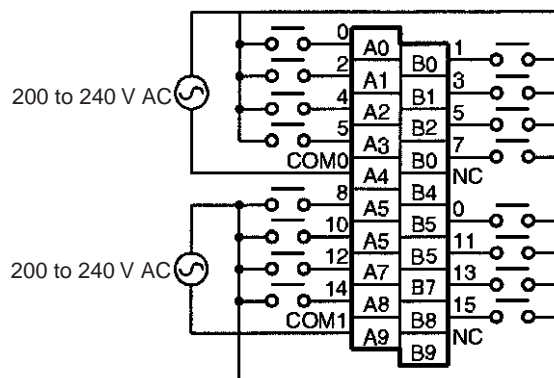 0 A0
B0 1
2 A1
B1 3
200 to 240 V AC
4 A2
B2 5
5 A3
B0 7
COM0 A4
B4 NC
8 A5
B5 0
10 A5
B5 11
200 to 240 V AC
12 A7
B7 13
14 A8
B8 15
COM1 A9
B9 NC